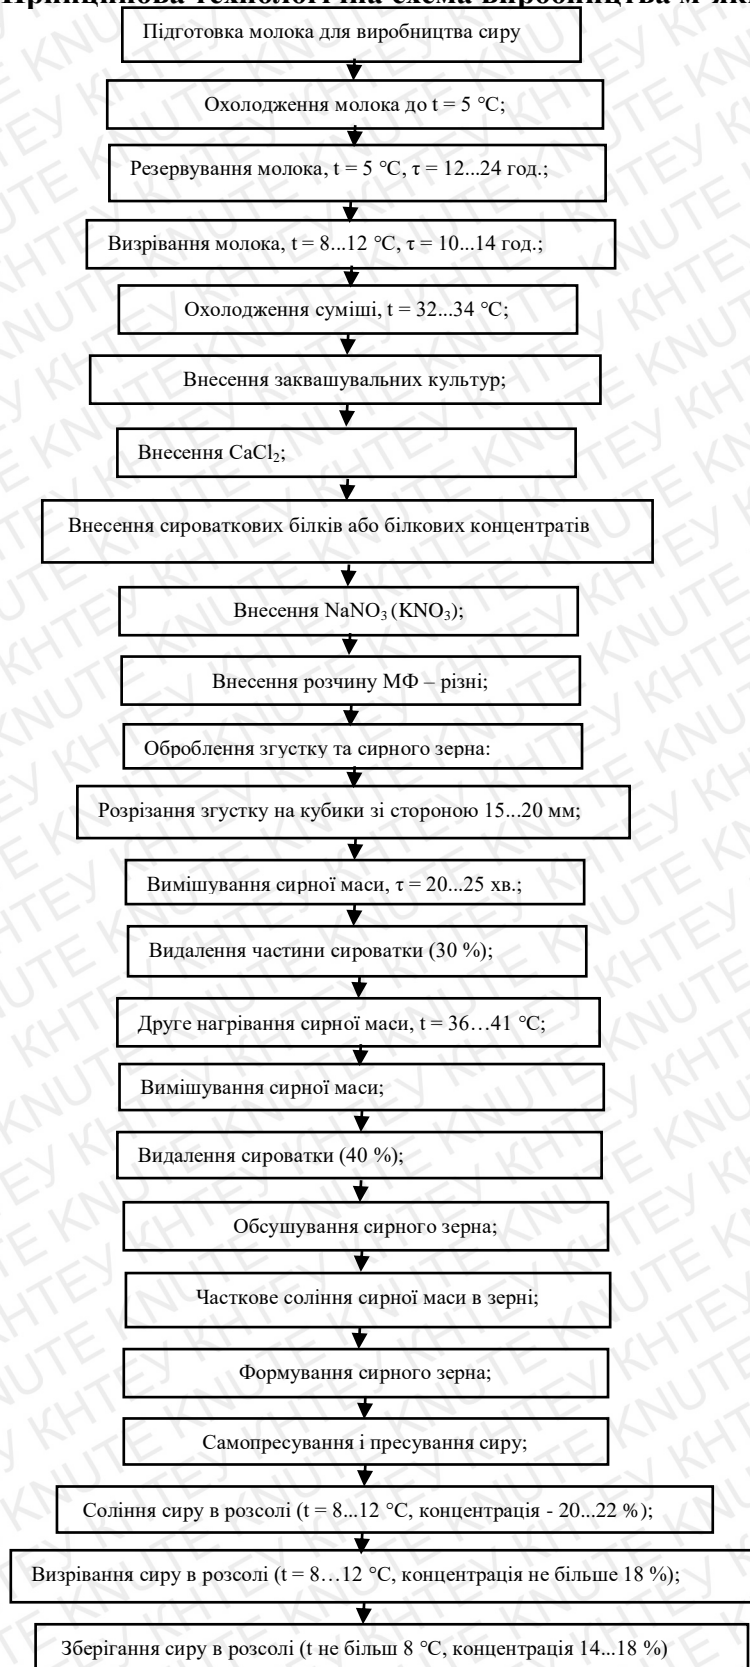 Принципова технологічна схема виробництва м'яки
Підготовка молока для виробництва сиру
Охолодження молока до t = 5 °С;
Резервування молока, t = 5 °С, τ = 12...24 год.;
Визрівання молока, t = 8...12 °С, τ = 10...14 год.;
Охолодження суміші, t = 32...34 °С;
Внесення заквашувальних культур;
Внесення CaCl₂;
Внесення сироваткових білків або білкових концентратів
Внесення NaNO₃ (KNO₃);
Внесення розчину МФ – різні;
Оброблення згустку та сирного зерна:
Розрізання згустку на кубики зі стороною 15...20 мм;
Вимішування сирної маси, τ = 20...25 хв.;
Видалення частини сироватки (30 %);
Друге нагрівання сирної маси, t = 36…41 °С;
Вимішування сирної маси;
Видалення сироватки (40 %);
Обсушування сирного зерна;
Часткове соління сирної маси в зерні;
Формування сирного зерна;
Самопресування і пресування сиру;
Соління сиру в розсолі (t = 8...12 °С, концентрація - 20...22 %);
Визрівання сиру в розсолі (t = 8…12 °С, концентрація не більше 18 %);
Зберігання сиру в розсолі (t не більш 8 °С, концентрація 14...18 %)